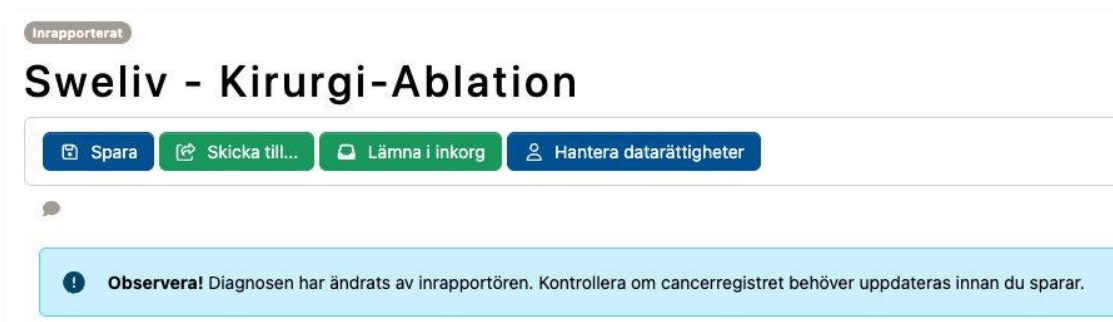 Inrapporterat
Sweliv - Kirurgi-Ablation
Spara Skicka till... Lämna i inkorg Hantera datarättigheter
Observera! Diagnosen har ändrats av inrapportören. Kontrollera om cancerregistret behöver uppdateras innan du sparar.